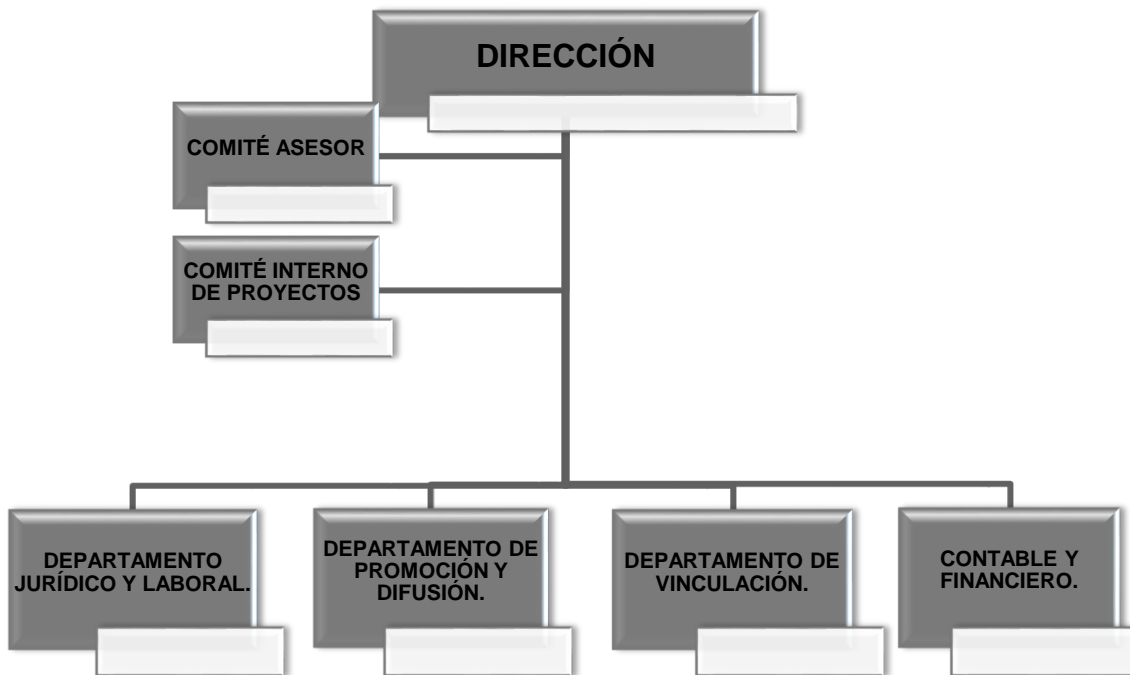 DIRECCIÓN
COMITÉ ASESOR
COMITÉ INTERNO
DE PROYECTOS
DEPARTAMENTO
JURÍDICO Y LABORAL.
DEPARTAMENTO DE
PROMOCIÓN Y
DIFUSIÓN.
DEPARTAMENTO DE
VINCULACIÓN.
CONTABLE Y
FINANCIERO.